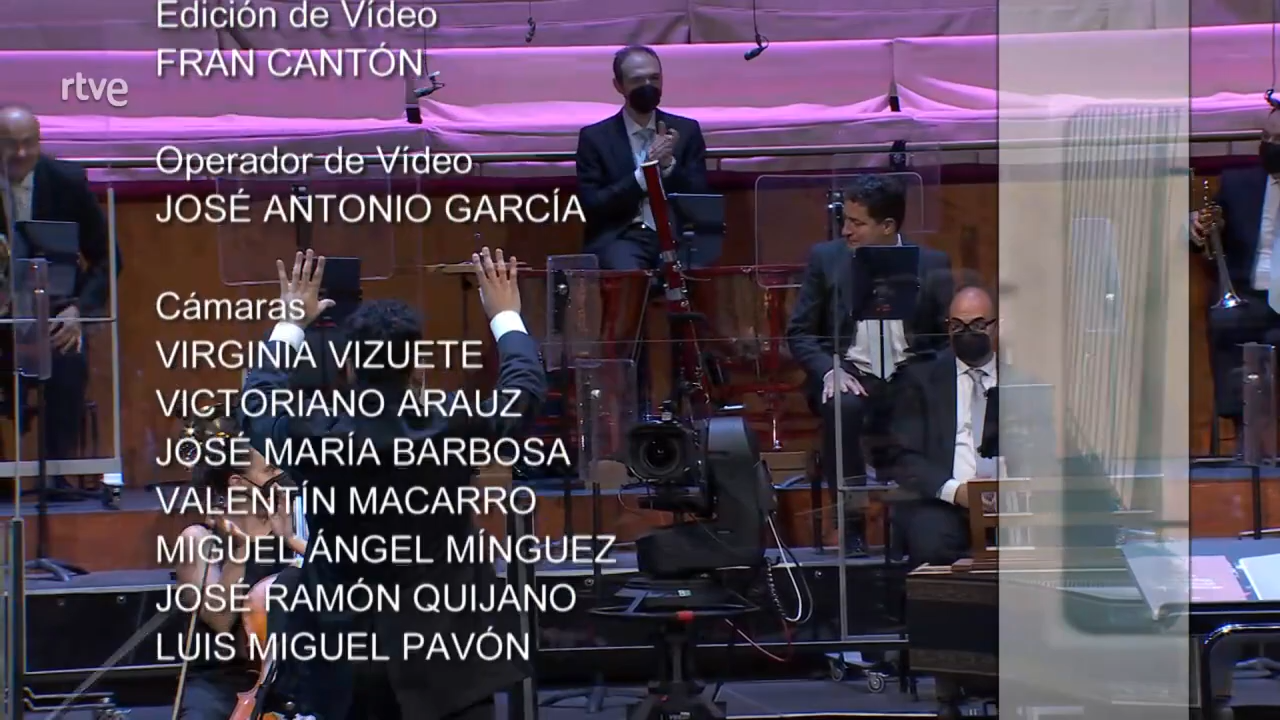 Edición de Vídeo
FRAN CANTÓN
rtve
Operador de Vídeo
JOSÉ ANTONIO GARCÍA
Cámaras
VIRGINIA VIZUETE
VICTORIANO ARAUZ
JOSÉ MARÍA BARBOSA
VALENTÍN MACARRO
MIGUEL ÁNGEL MÍNGUEZ
JOSÉ RAMÓN QUIJANO
LUIS MIGUEL PAVÓN